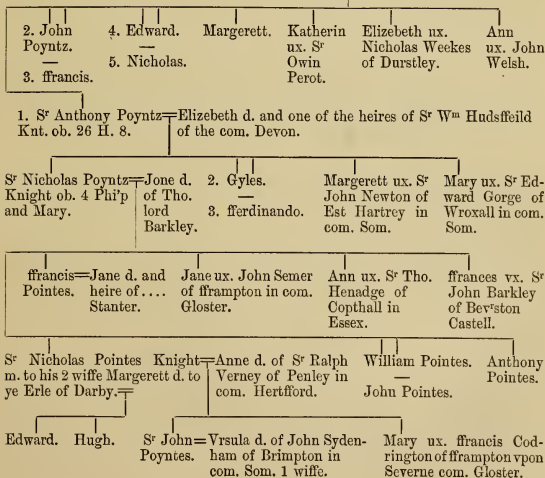 2. John
Poyntz.
—
3. ffrancis.
4. Edward.
—
5. Nicholas.
Margerett.
Katherin
ux. Sr
Owin
Perot.
Elizebeth ux.
Nicholas Weekes
of Durstley.
Ann
ux. John
Welsh.
1. Sr Anthony Poyntz=Elizebeth d. and one of the heires of Sr Wm Hudsffeild
Knt. ob. 26 H. 8. of the com. Devon.
Sr Nicholas Poyntz=Jone d.
Knight ob. 4 Phi'p of Tho.
and Mary. lord
Barkley.
2. Gyles.
—
3. fferdinando.
Margerett ux. Sr
John Newton of
Est Hartrey in
com. Som.
Mary ux. Sr Ed-
ward Gorge of
Wroxall in com.
Som.
ffrancis=Jane d. and
Pointes. heire of....
Stanter.
Jane ux. John Semer
of fframpton in com.
Gloster.
Ann ux. Sr Tho.
Henadge of
Copthall in
Essex.
ffrances vx. Sr
John Barkley
of Bevrston
Castell.
Sr Nicholas Pointes Knight=Anne d. of Sr Ralph
m. to his 2 wiffe Margerett d. to Verney of Penley in
ye Erle of Darby.= com. Hertfford.
William Pointes.
—
John Pointes.
Anthony
Pointes.
Edward.
Hugh.
Sr John=Vrsula d. of John Syden-
Poyntes. ham of Brimpton in
com. Som. 1 wiffe.
Mary ux. ffrancis Cod-
rington of fframpton vpon
Severne com. Gloster.